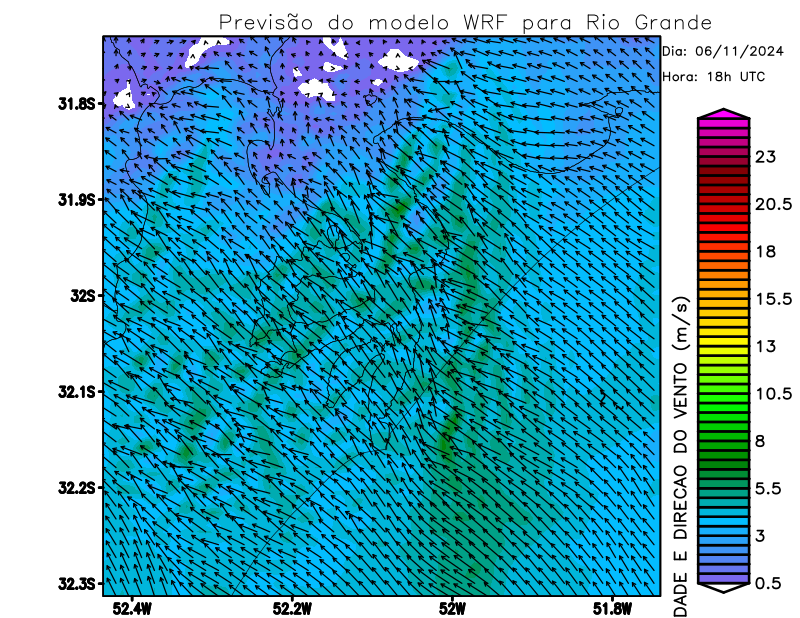 Previsão do modelo WRF para Rio Grande
Dia: 06/11/2024
Hora: 18h UTC
31.8S
31.9S
32S
32.1S
32.2S
32.3S
52.4W
52.2W
52W
51.8W
DADE E DIRECAO DO VENTO (m/s)
23
20.5
18
15.5
13
10.5
8
5.5
3
0.5